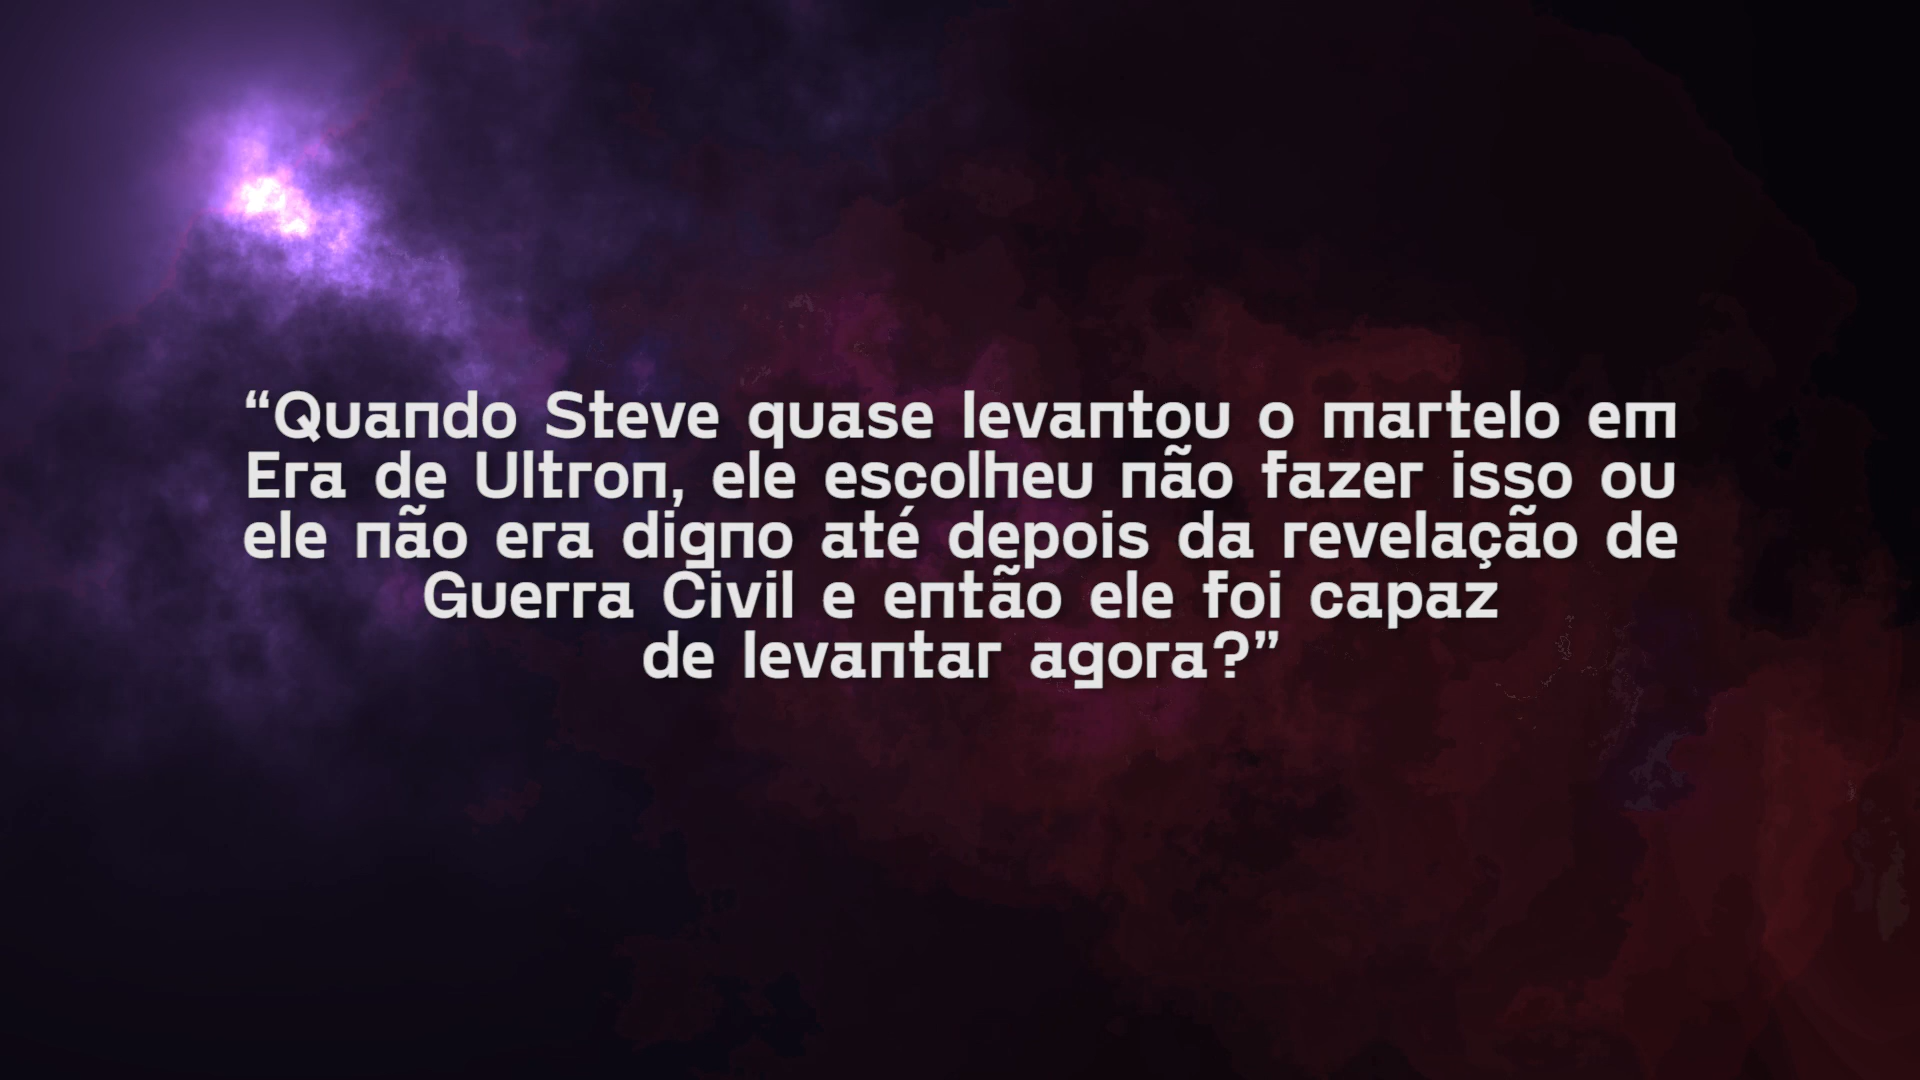 “Quando Steve quase levantou o martelo em
Era de Ultron, ele escolheu não fazer isso ou
ele não era digno até depois da revelação de
Guerra Civil e então ele foi capaz
de levantar agora?”